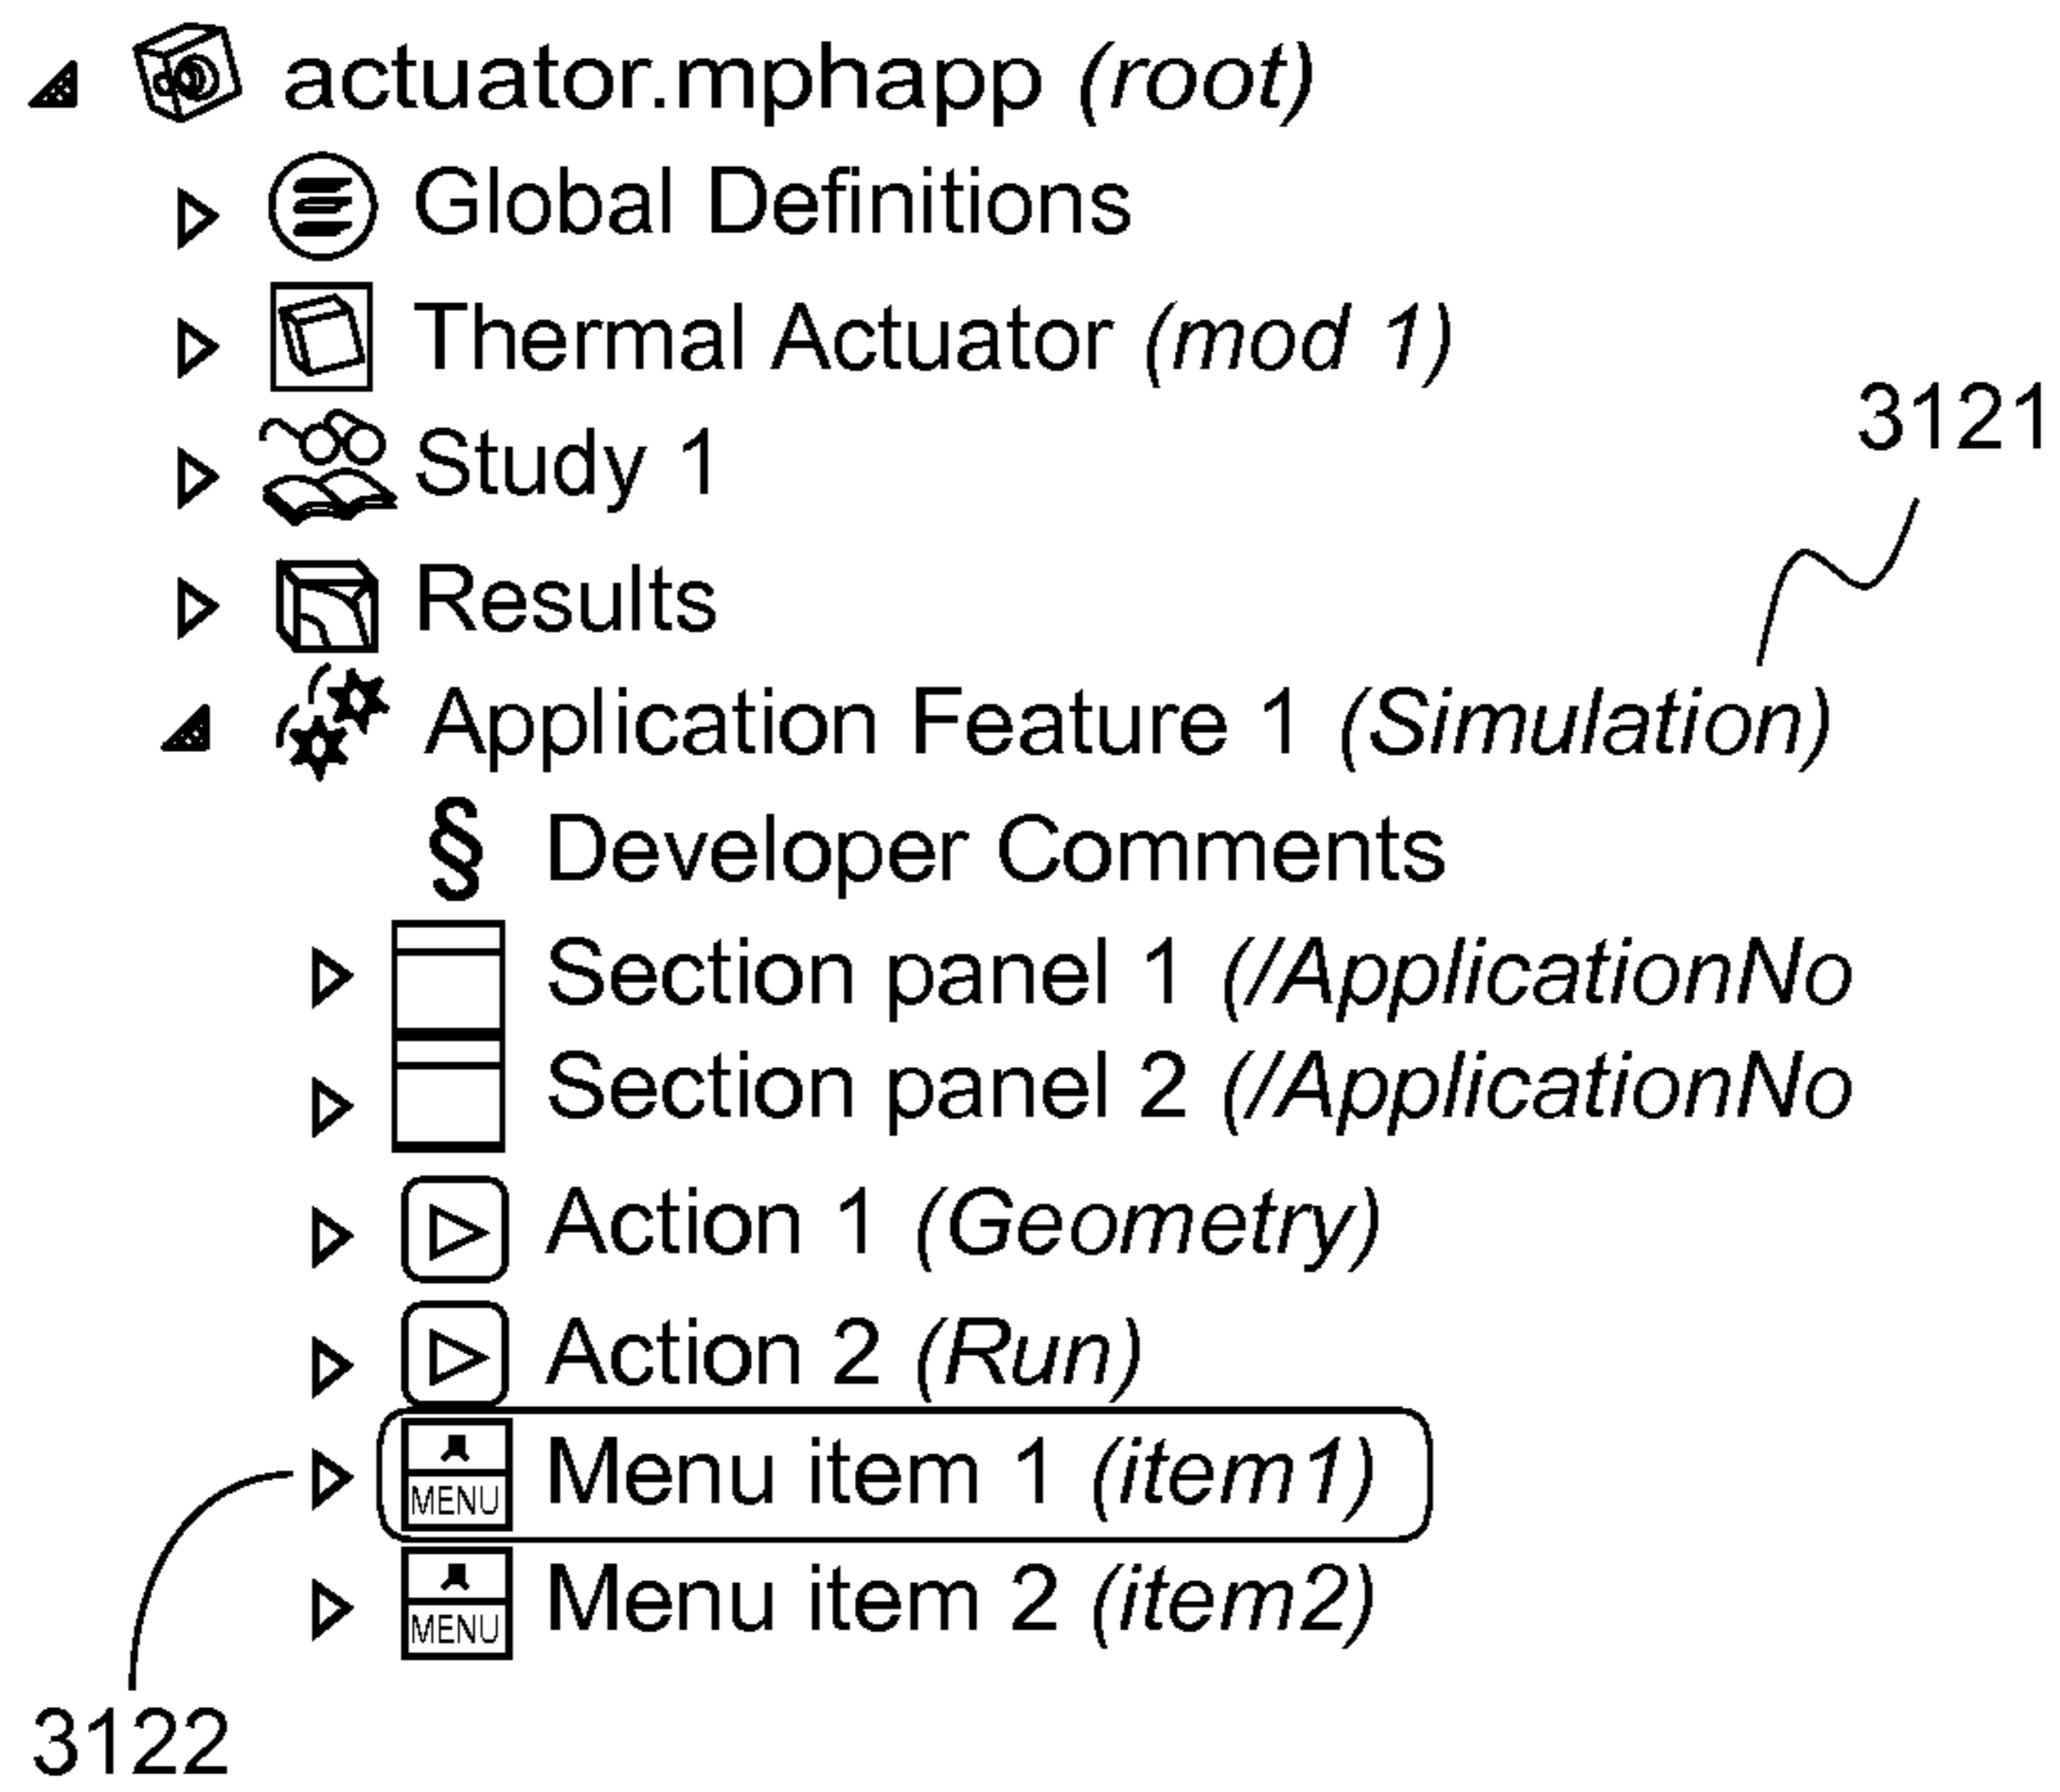 actuator.mphapp (root)
Global Definitions
Thermal Actuator (mod 1)
3121
Study 1
Results
Application Feature 1 (Simulation)
§ Developer Comments
Section panel 1 (/ApplicationNo
Section panel 2 (/ApplicationNo
Action 1 (Geometry)
Action 2 (Run)
MENU Menu item 1 (item1)
MENU Menu item 2 (item2)
3122